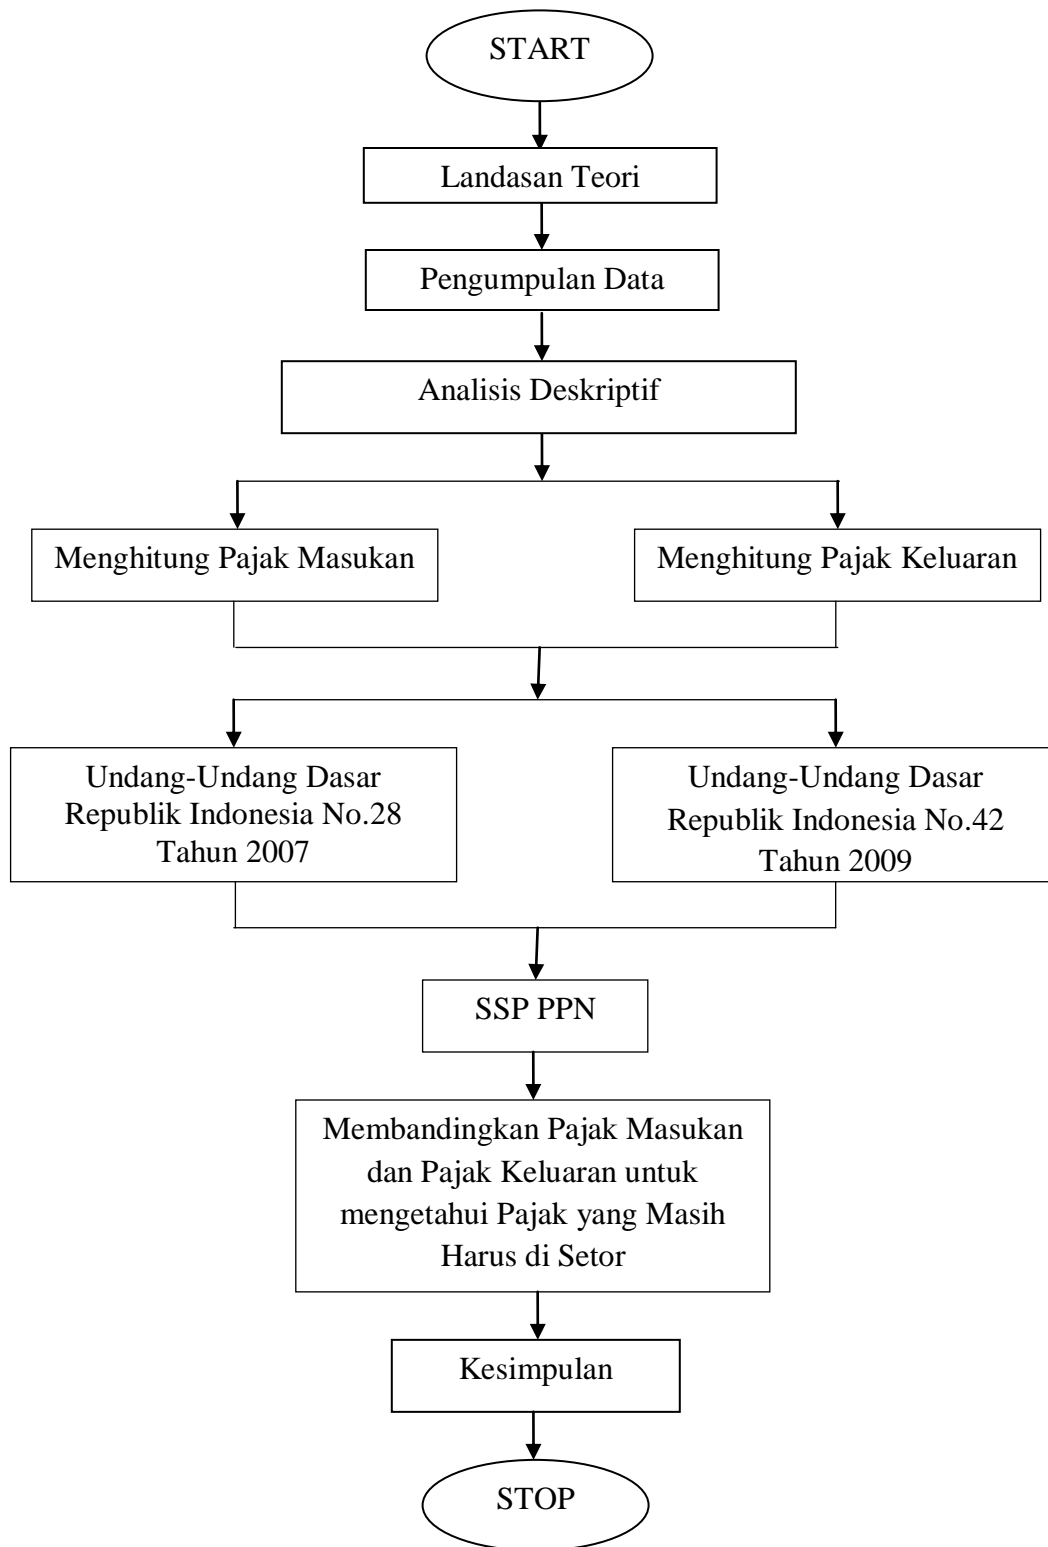 START
Landasan Teori
Pengumpulan Data
Analisis Deskriptif
Menghitung Pajak Masukan
Menghitung Pajak Keluaran
Undang-Undang Dasar
Republik Indonesia No.28
Tahun 2007
Undang-Undang Dasar
Republik Indonesia No.42
Tahun 2009
SSP PPN
Membandingkan Pajak Masukan
dan Pajak Keluaran untuk
mengetahui Pajak yang Masih
Harus di Setor
Kesimpulan
STOP